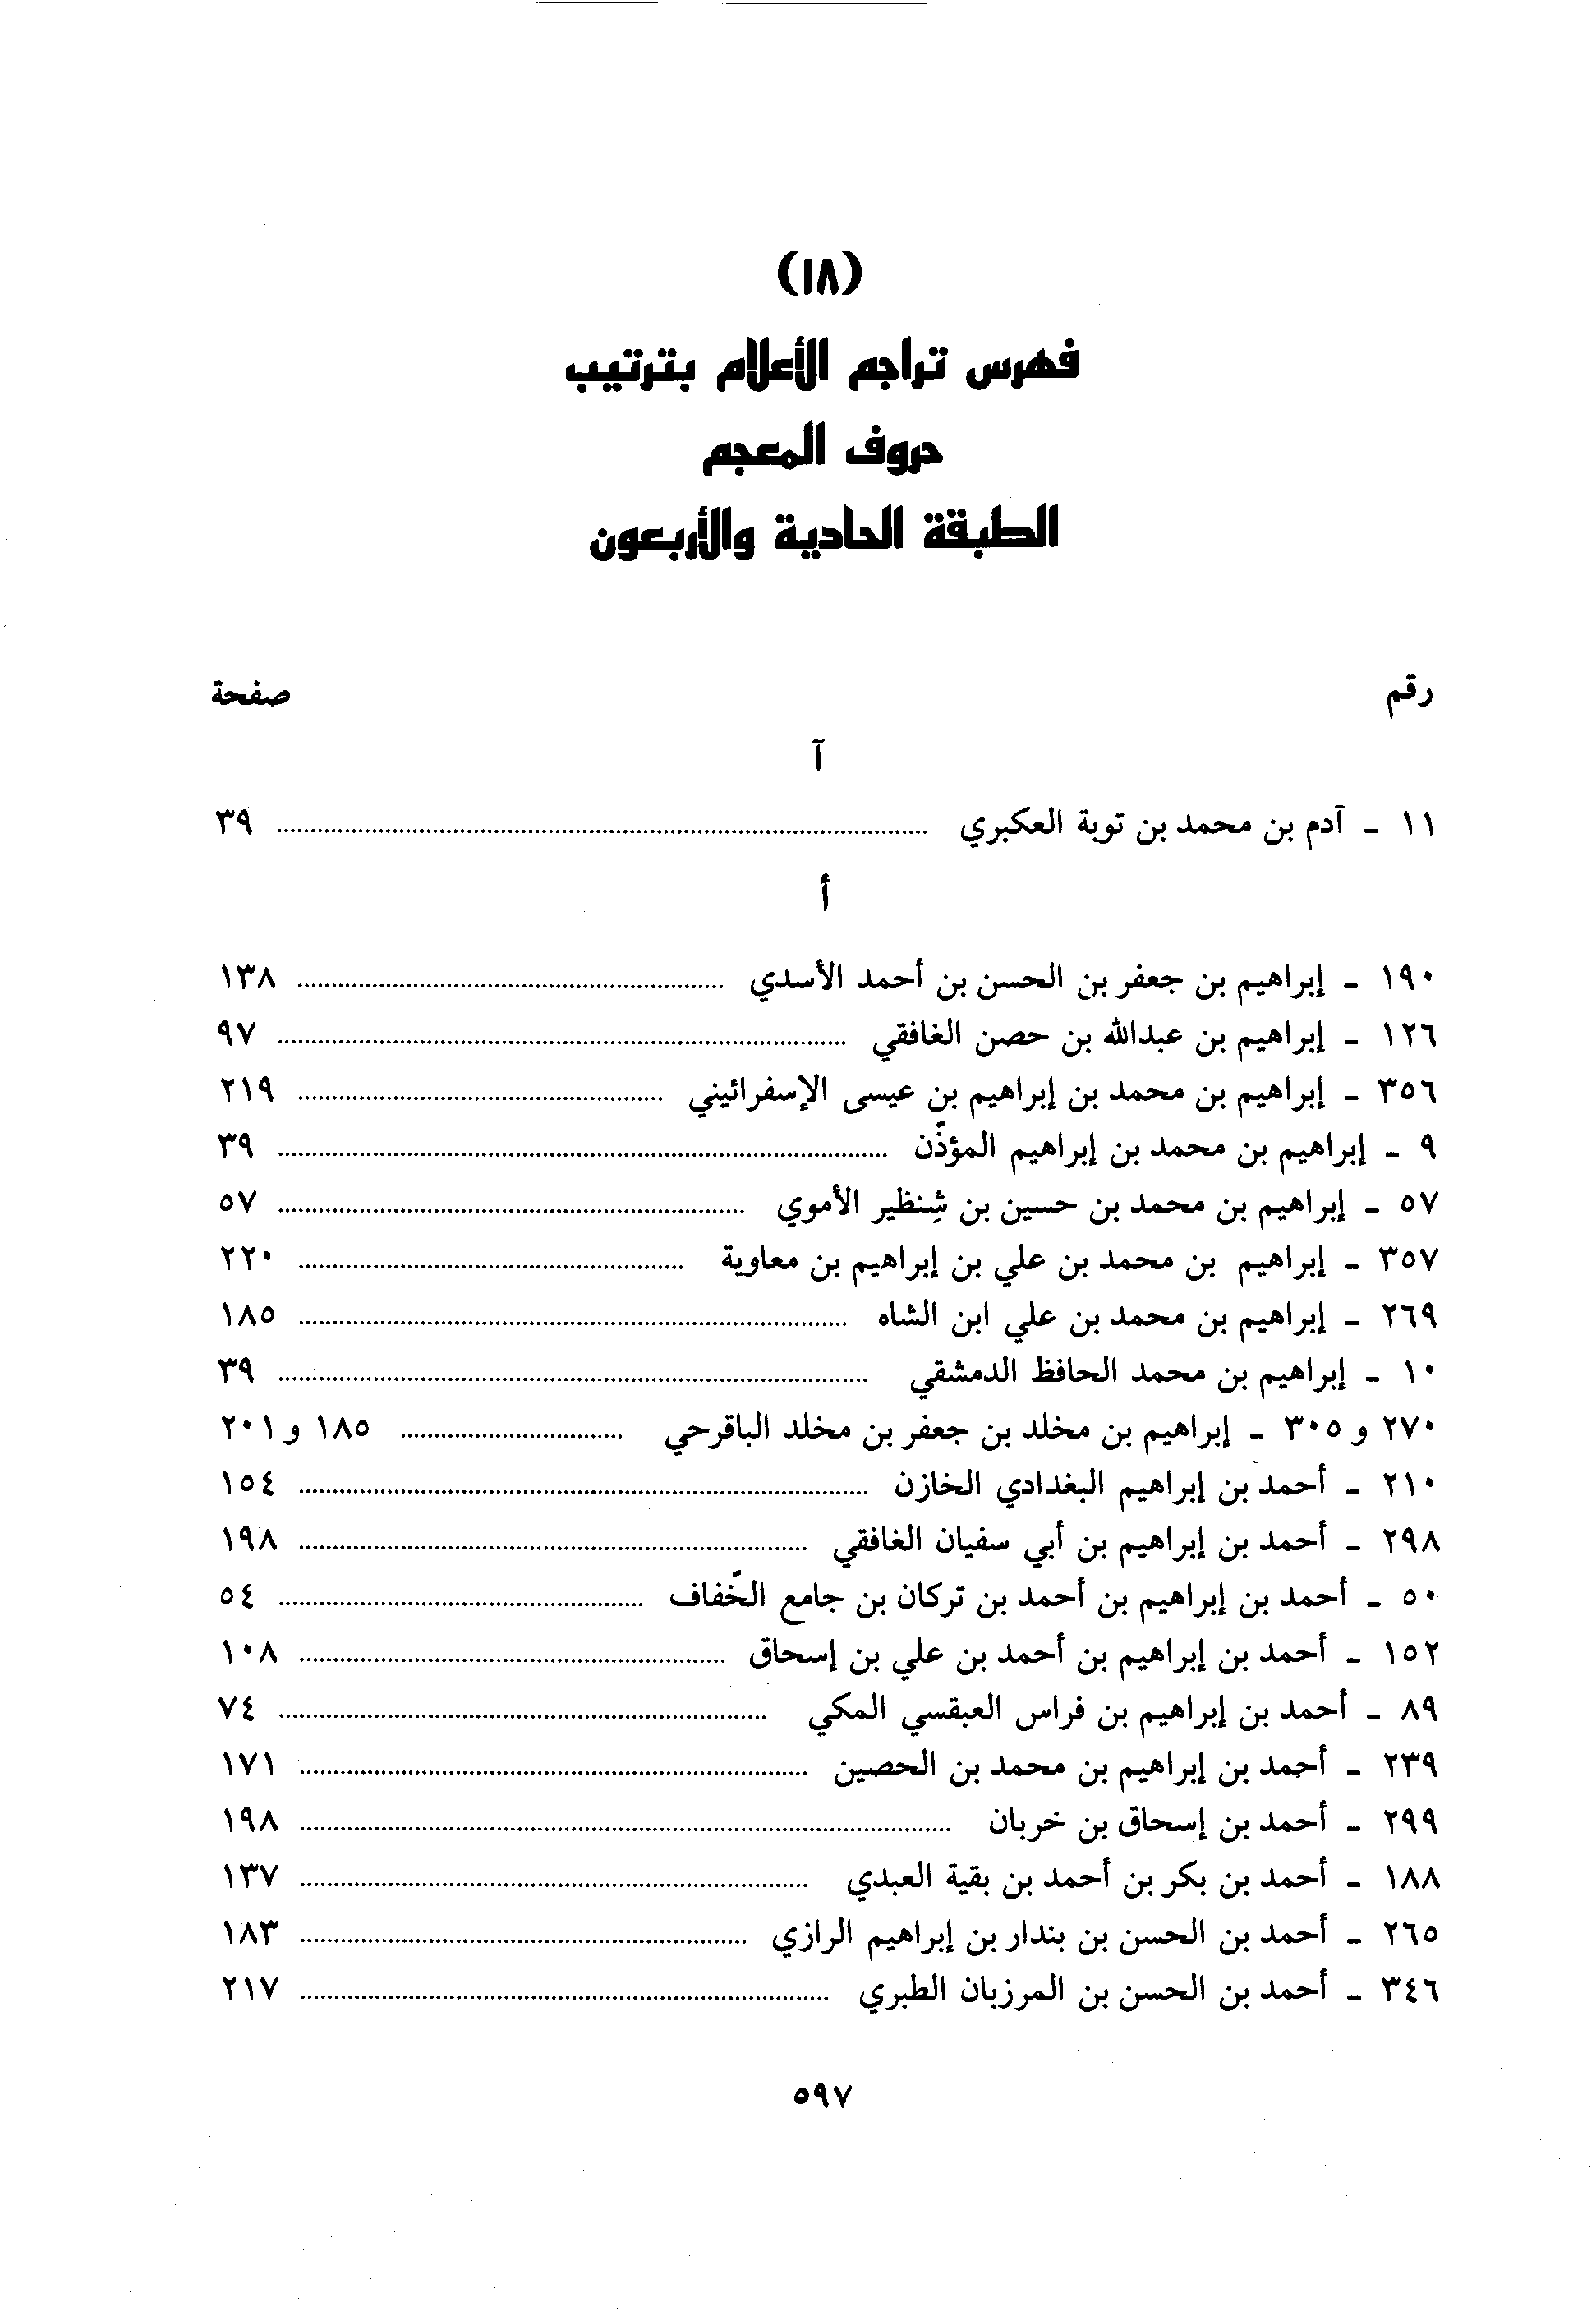 (١٨)
فهرس تراجم الأعلام بترتيب
حروف المعجم
الطبقة الحادية والأربعون
رقم صفحة
آ
١١ - آدم بن محمد بن توبة العكبري .......... ٣٩
أ
١٩٠ - إبراهيم بن جعفر بن الحسن بن أحمد الأسدي .......... ١٣٨
١٢٦ - إبراهيم بن عبدالله بن حصن الغافقي .......... ٩٧
٣٥٦ - إبراهيم بن محمد بن إبراهيم بن عيسى الإسفرائيني .......... ٢١٩
٩ - إبراهيم بن محمد بن إبراهيم المؤذّن .......... ٣٩
٥٧ - إبراهيم بن محمد بن حسين بن شِنظير الأموي .......... ٥٧
٣٥٧ - إبراهيم بن محمد بن علي بن إبراهيم بن معاوية .......... ٢٢٠
٢٦٩ - إبراهيم بن محمد بن علي ابن الشاه .......... ١٨٥
١٠ - إبراهيم بن محمد الحافظ الدمشقي .......... ٣٩
٢٧٠ و ٣٠٥ - إبراهيم بن مخلد بن جعفر بن مخلد الباقرحي .......... ١٨٥ و ٢٠١
٢١٠ - أحمد بن إبراهيم البغدادي الخازن .......... ١٥٤
٢٩٨ - أحمد بن إبراهيم بن أبي سفيان الغافقي .......... ١٩٨
٥٠ - أحمد بن إبراهيم بن أحمد بن تركان بن جامع الخّفاف .......... ٥٤
١٥٢ - أحمد بن إبراهيم بن أحمد بن علي بن إسحاق .......... ١٠٨
٨٩ - أحمد بن إبراهيم بن فراس العبقسي المكي .......... ٧٤
٢٣٩ - أحمد بن إبراهيم بن محمد بن الحصين .......... ١٧١
٢٩٩ - أحمد بن إسحاق بن خربان .......... ١٩٨
١٨٨ - أحمد بن بكر بن أحمد بن بقية العبدي .......... ١٣٧
٢٦٥ - أحمد بن الحسن بن بندار بن إبراهيم الرازي .......... ١٨٣
٣٤٦ - أحمد بن الحسن بن المرزبان الطبري .......... ٢١٧
٥٩٧